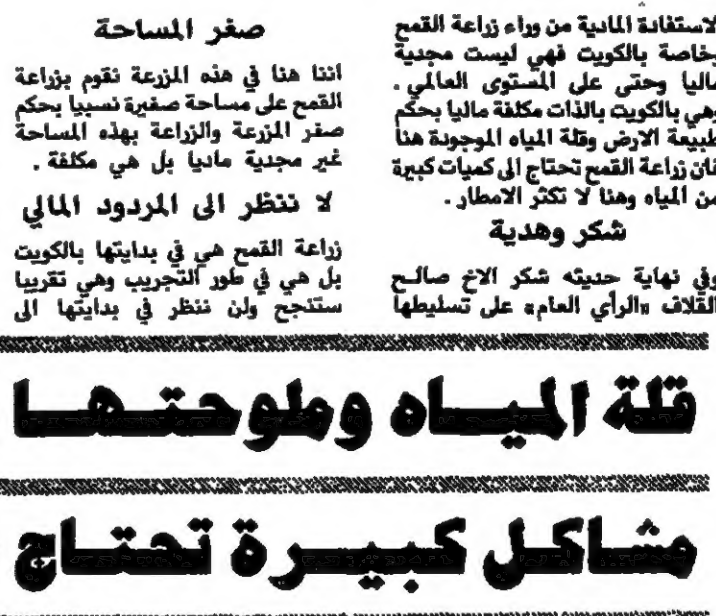 الاستفادة المادية من وراء زراعة القمح
وخاصة بالكويت فهي ليست مجدية
ماليا وحتى على المستوى العالمي .
وهي بالكويت بالذات مكلفة ماليا بحكم
طبيعة الارض وقلة المياه الموجودة هنا
فان زراعة القمح تحتاج الى كميات كبيرة
من المياه وهنا لا تكثر الامطار .
شكر وهدية
وفي نهاية حديثه شكر الاخ صالح
القلاف «الرأي العام» على تسليطها
صغر المساحة
اننا هنا في هذه المزرعة نقوم بزراعة
القمح على مساحة صغيرة نسبيا بحكم
صغر المزرعة والزراعة بهذه المساحة
غير مجدية ماديا بل هي مكلفة .
لا ننظر الى المردود المالي
زراعة القمح هي في بدايتها بالكويت
بل هي في طور التجريب وهي تقريبا
ستنجح ولن ننظر في بدايتها الى
قلة المياه وملوحتها
مشاكل كبيرة تحتاج